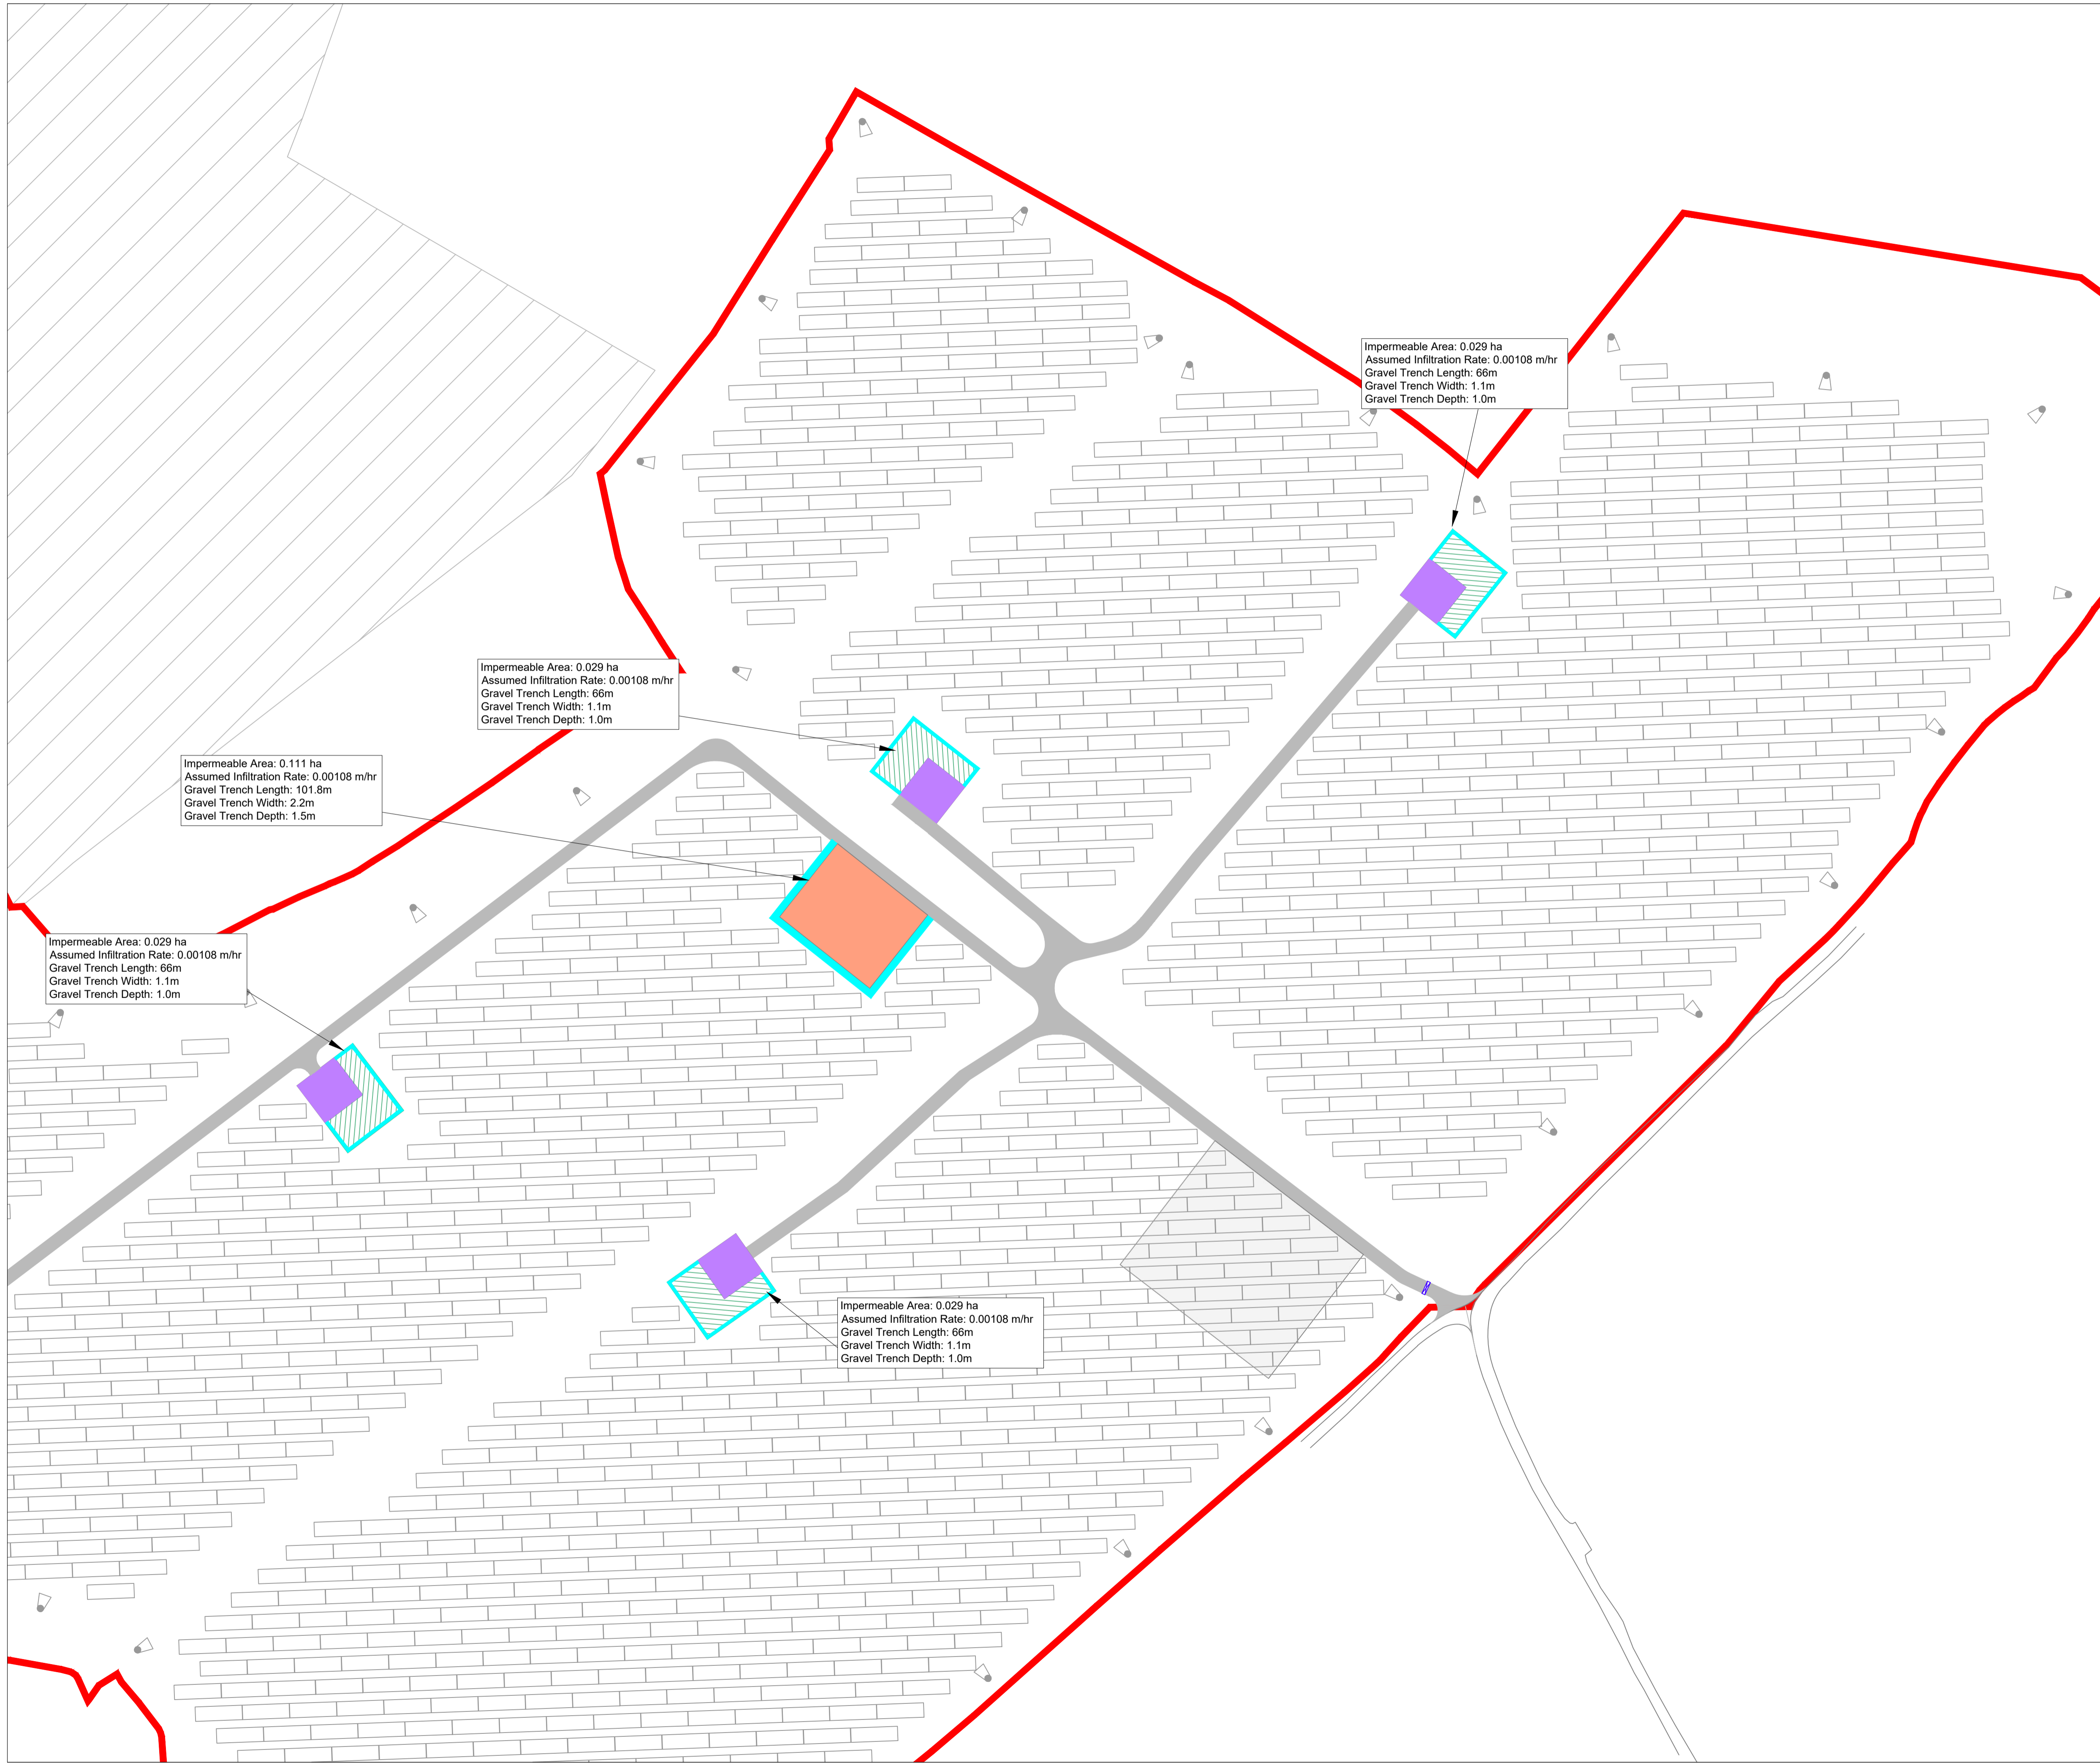 Impermeable Area: 0.029 ha
Assumed Infiltration Rate: 0.00108 m/hr
Gravel Trench Length: 66m
Gravel Trench Width: 1.1m
Gravel Trench Depth: 1.0m
Impermeable Area: 0.029 ha
Assumed Infiltration Rate: 0.00108 m/hr
Gravel Trench Length: 66m
Gravel Trench Width: 1.1m
Gravel Trench Depth: 1.0m
Impermeable Area: 0.111 ha
Assumed Infiltration Rate: 0.00108 m/hr
Gravel Trench Length: 101.8m
Gravel Trench Width: 2.2m
Gravel Trench Depth: 1.5m
Impermeable Area: 0.029 ha
Assumed Infiltration Rate: 0.00108 m/hr
Gravel Trench Length: 66m
Gravel Trench Width: 1.1m
Gravel Trench Depth: 1.0m
Impermeable Area: 0.029 ha
Assumed Infiltration Rate: 0.00108 m/hr
Gravel Trench Length: 66m
Gravel Trench Width: 1.1m
Gravel Trench Depth: 1.0m